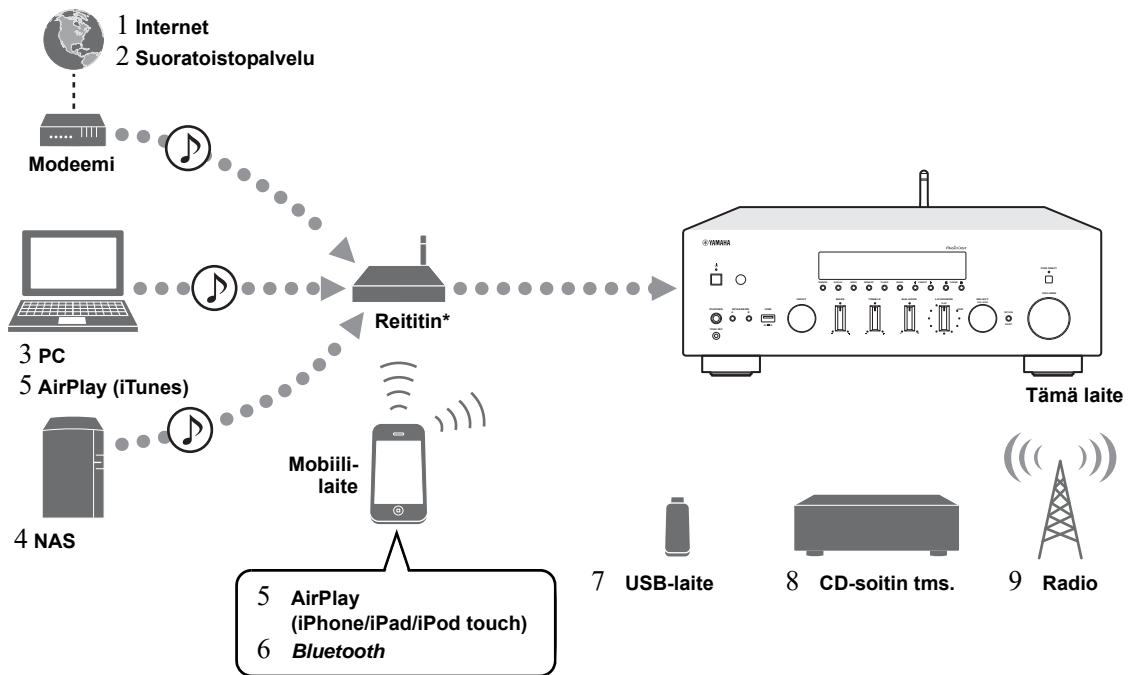 1 Internet
2 Suoratoistopalvelu
Modeemi
YAMAHA
3 PC
5 AirPlay (iTunes)
Reititin*
Tämä laite
4 NAS
Mobiili-
laite
5 AirPlay
(iPhone/iPad/iPod touch)
6 Bluetooth
7 USB-laite
8 CD-soitin tms.
9 Radio